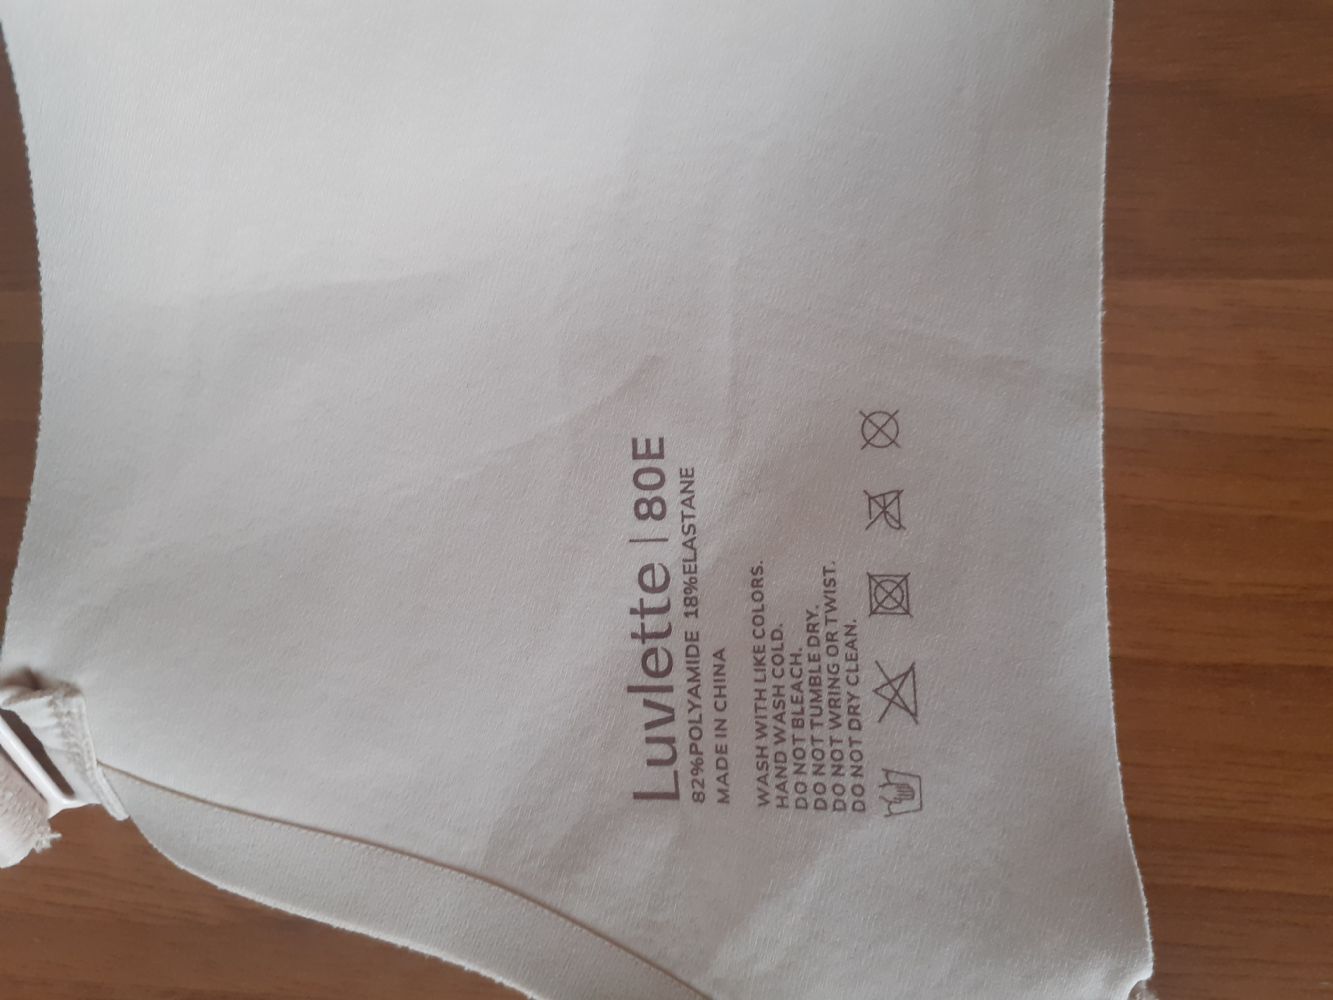 Luvlette | 80E
82%POLYAMIDE 18%ELASTANE
MADE IN CHINA
WASH WITH LIKE COLORS.
HAND WASH COLD.
DO NOT BLEACH.
DO NOT TUMBLE DRY.
DO NOT WRING OR TWIST.
DO NOT DRY CLEAN.